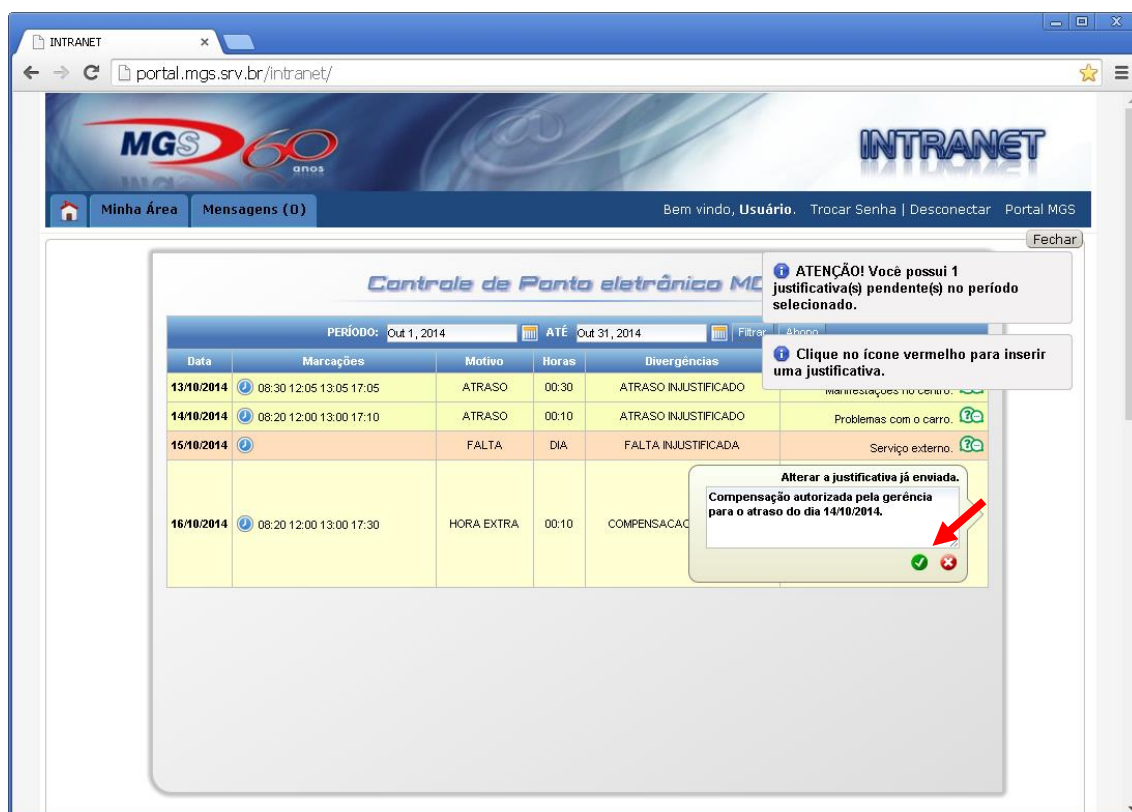 INTRANET
portal.mgs.srv.br/intranet/
MGS 60 anos
INTRANET
Minha Área Mensagens (0) Bem vindo, Usuário. Trocar Senha | Desconectar Portal MGS
Fechar
Controle de Ponto eletrônico
ATENÇÃO! Você possui 1
justificativa(s) pendente(s) no período
selecionado.
PERÍODO: Out 1, 2014 ATÉ Out 31, 2014 Filtrar Abono
Clique no ícone vermelho para inserir
uma justificativa.
Data Marcações Motivo Horas Divergências
13/10/2014 08:30 12:05 13:05 17:05 ATRASO 00:30 ATRASO INJUSTIFICADO Manifestações no centro.
14/10/2014 08:20 12:00 13:00 17:10 ATRASO 00:10 ATRASO INJUSTIFICADO Problemas com o carro.
15/10/2014 FALTA DIA FALTA INJUSTIFICADA Serviço externo.
Alterar a justificativa já enviada.
Compensação autorizada pela gerência
para o atraso do dia 14/10/2014.
16/10/2014 08:20 12:00 13:00 17:30 HORA EXTRA 00:10 COMPENSACAO